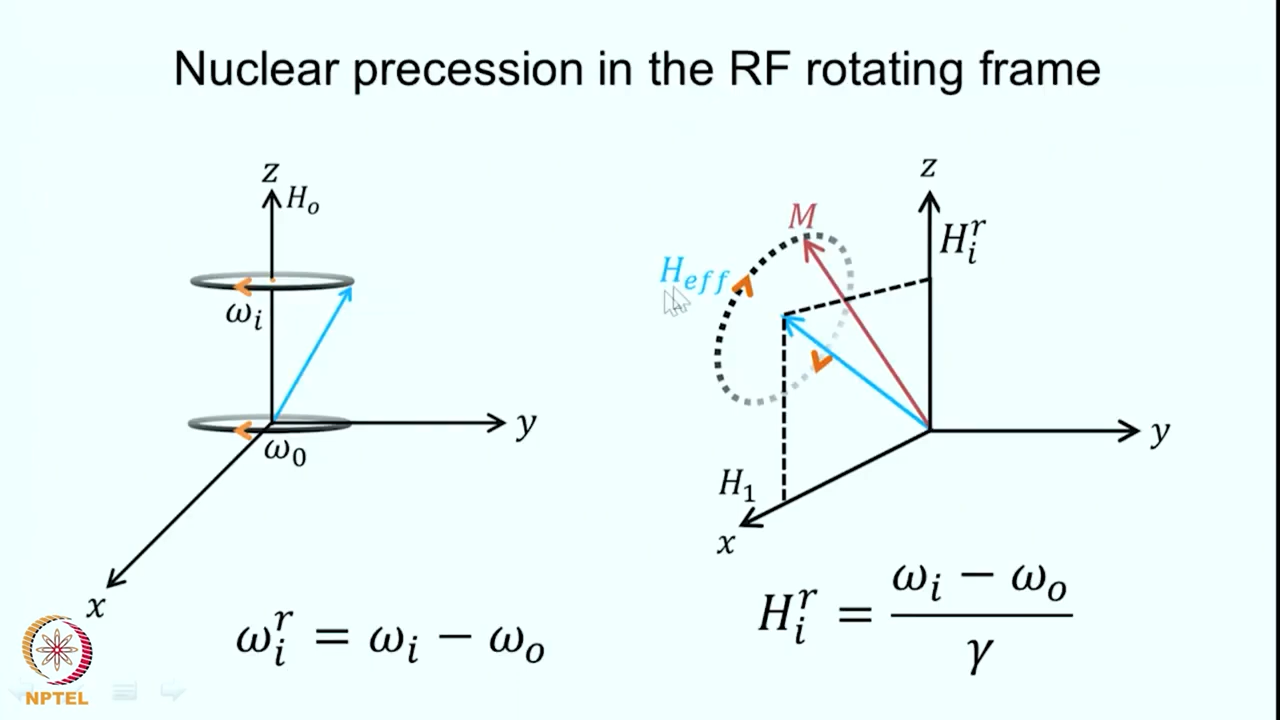 Nuclear precession in the RF rotating frame
z
H_o
ω_i
y
ω_0
x
ω_i^r = ω_i − ω_o
z
M
H_i^r
H_eff
y
H_1
x
H_i^r = (ω_i − ω_o)/γ
NPTEL